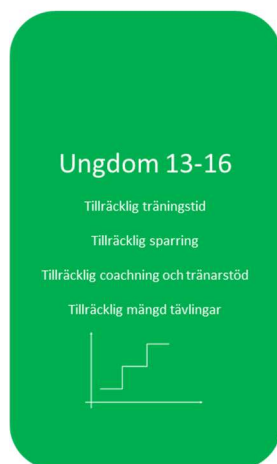 Ungdom 13-16
Tillräcklig träningstid
Tillräcklig sparring
Tillräcklig coachning och tränarstöd
Tillräcklig mängd tävlingar